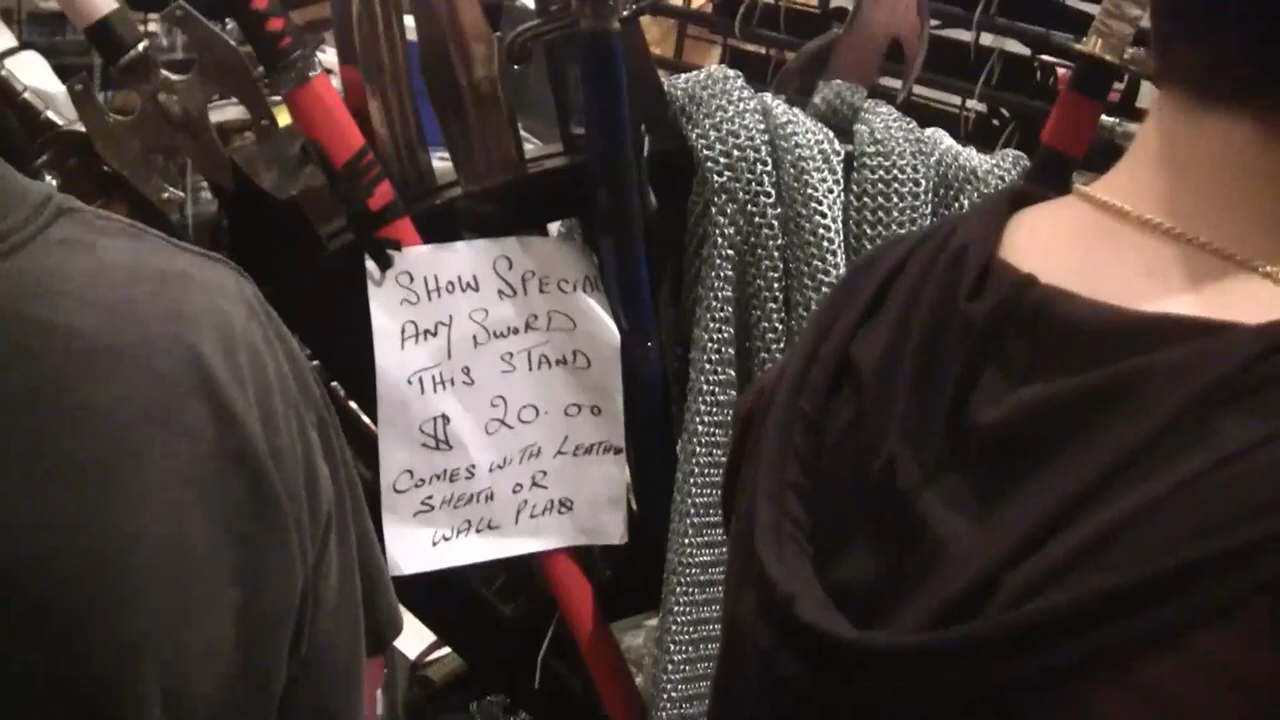 SHOW SPECIAL
ANY SWORD
THIS STAND
$ 20.00
COMES WITH LEATHER
SHEATH OR
WALL PLAQ